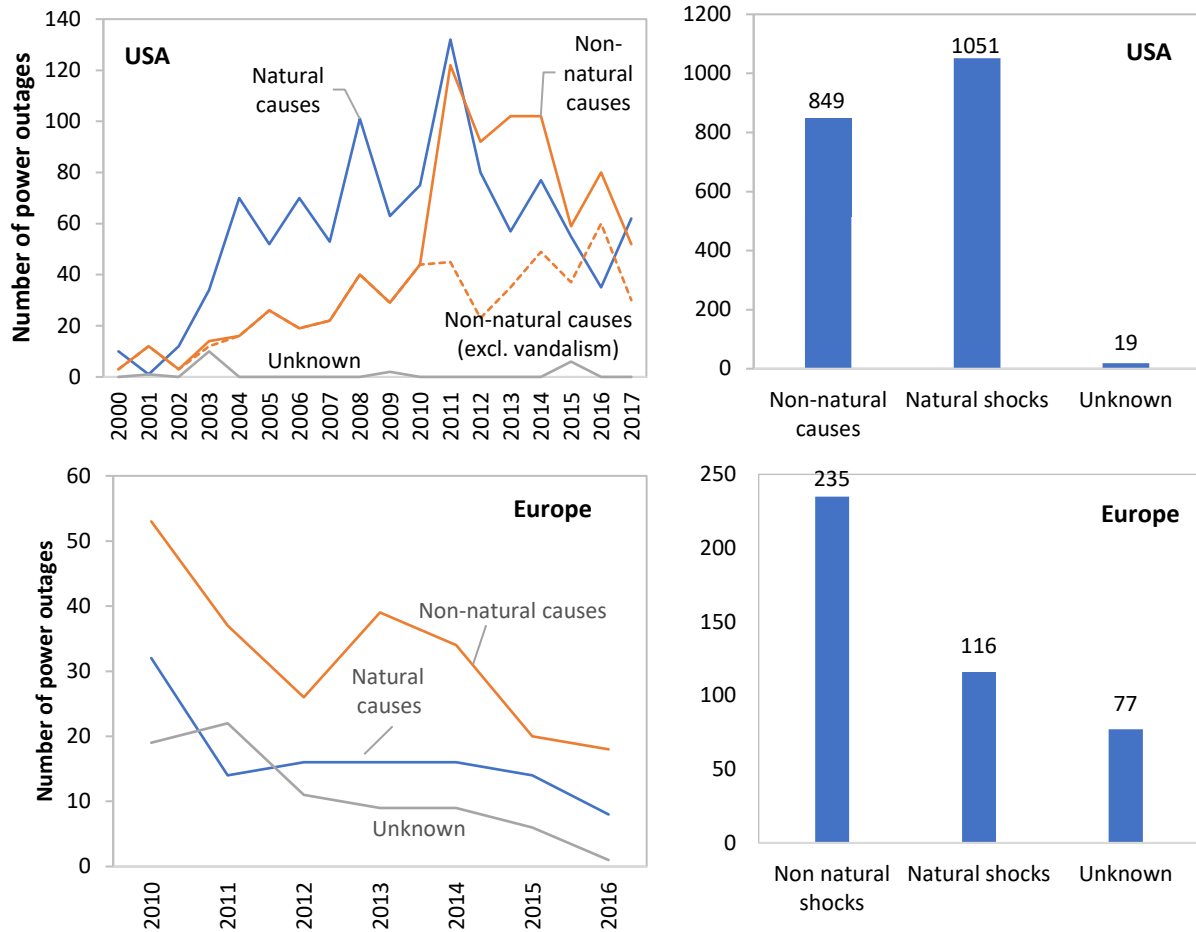 Number of power outages
140
120
100
80
60
40
20
0
USA
Natural
causes
Non-
natural
causes
Non-natural causes
(excl. vandalism)
Unknown
2000
2001
2002
2003
2004
2005
2006
2007
2008
2009
2010
2011
2012
2013
2014
2015
2016
2017
1200
1000
800
600
400
200
0
USA
849
1051
19
Non-natural
causes
Natural shocks
Unknown
Number of power outages
60
50
40
30
20
10
0
Europe
Non-natural causes
Natural
causes
Unknown
2010
2011
2012
2013
2014
2015
2016
250
200
150
100
50
0
Europe
235
116
77
Non natural
shocks
Natural shocks
Unknown